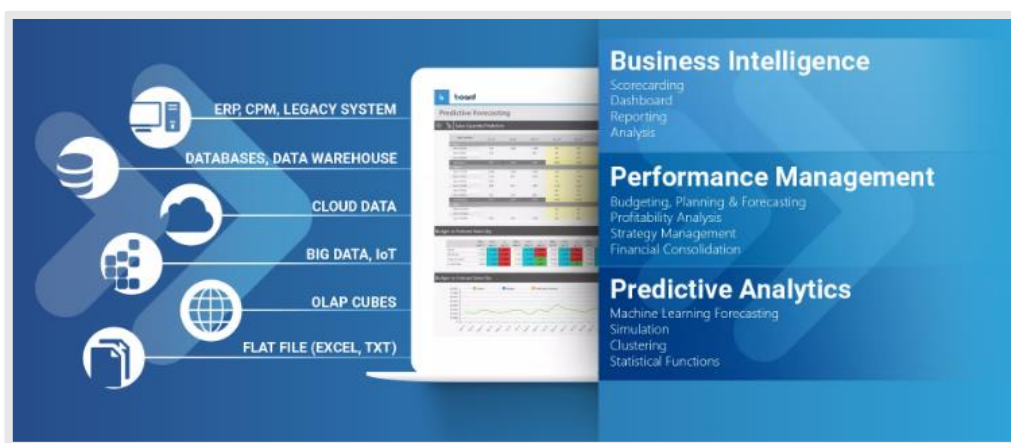 ERP, CPM, LEGACY SYSTEM
DATABASES, DATA WAREHOUSE
CLOUD DATA
BIG DATA, IoT
OLAP CUBES
FLAT FILE (EXCEL, TXT)
board
Predictive Forecasting
Business Intelligence
Scorecarding
Dashboard
Reporting
Analysis
Performance Management
Budgeting, Planning & Forecasting
Profitability Analysis
Strategy Management
Financial Consolidation
Predictive Analytics
Machine Learning Forecasting
Simulation
Clustering
Statistical Functions